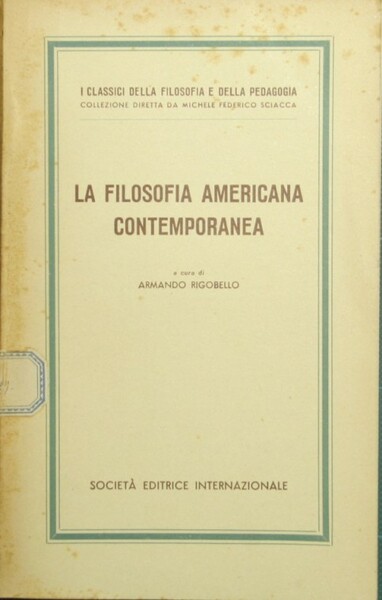 I CLASSICI DELLA FILOSOFIA E DELLA PEDAGOGIA
COLLEZIONE DIRETTA DA MICHELE FEDERICO SCIACCA
LA FILOSOFIA AMERICANA
CONTEMPORANEA
a cura di
ARMANDO RIGOBELLO
SOCIETÀ EDITRICE INTERNAZIONALE